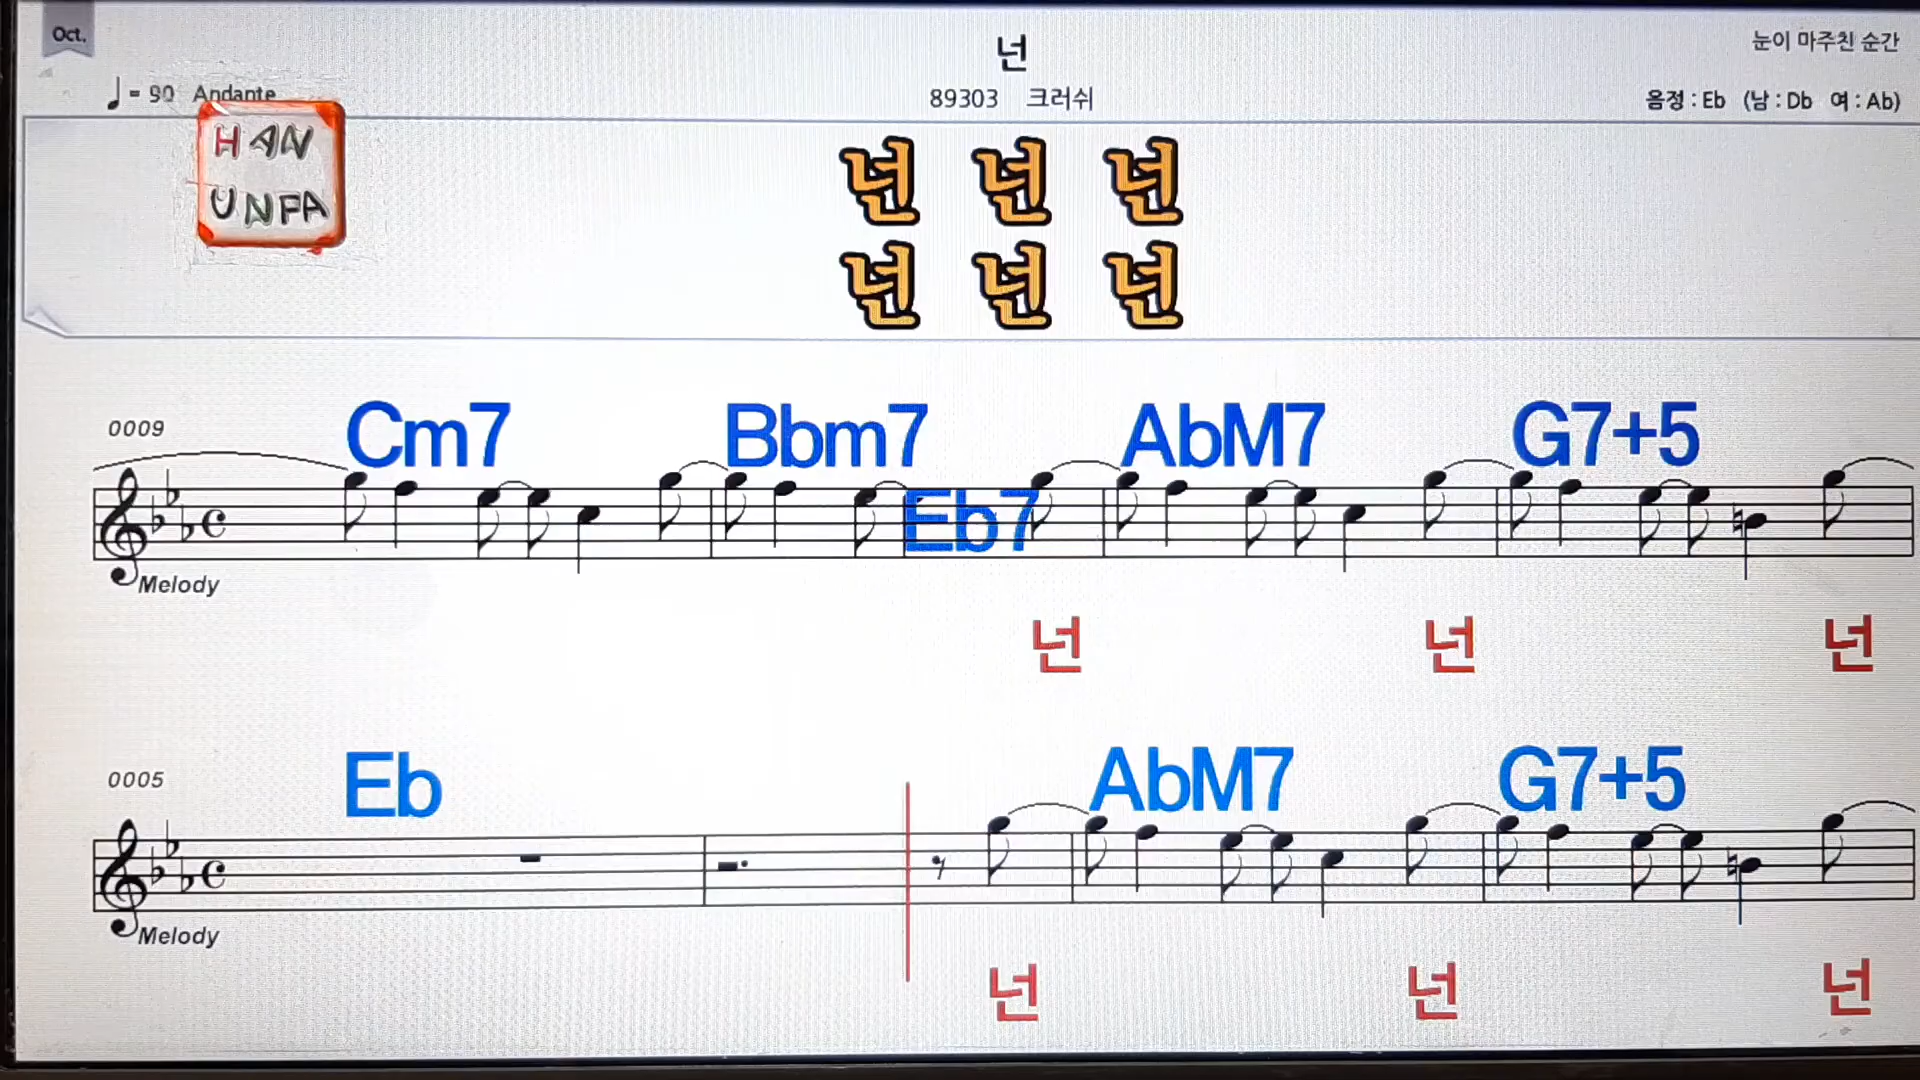 Oct.
넌
눈이 마주친 순간
♩= 90 Andante
89303 크러쉬
음정 : Eb (남 : Db 여 : Ab)
HAN
UNFA
넌 넌 넌
넌 넌 넌
0009
Cm7 Bbm7 Eb7 AbM7 G7+5
Melody
넌 넌 넌
0005
Eb AbM7 G7+5
Melody
넌 넌 넌